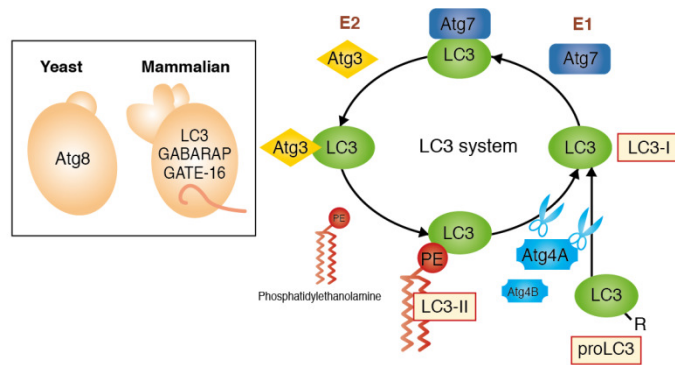 Yeast
Mammalian
Atg8
LC3
GABARAP
GATE-16
E2
Atg3
Atg7
LC3
E1
Atg7
Atg3
LC3
LC3 system
LC3
LC3-I
PE
Phosphatidylethanolamine
LC3
PE
LC3-II
Atg4A
Atg4B
LC3
R
proLC3